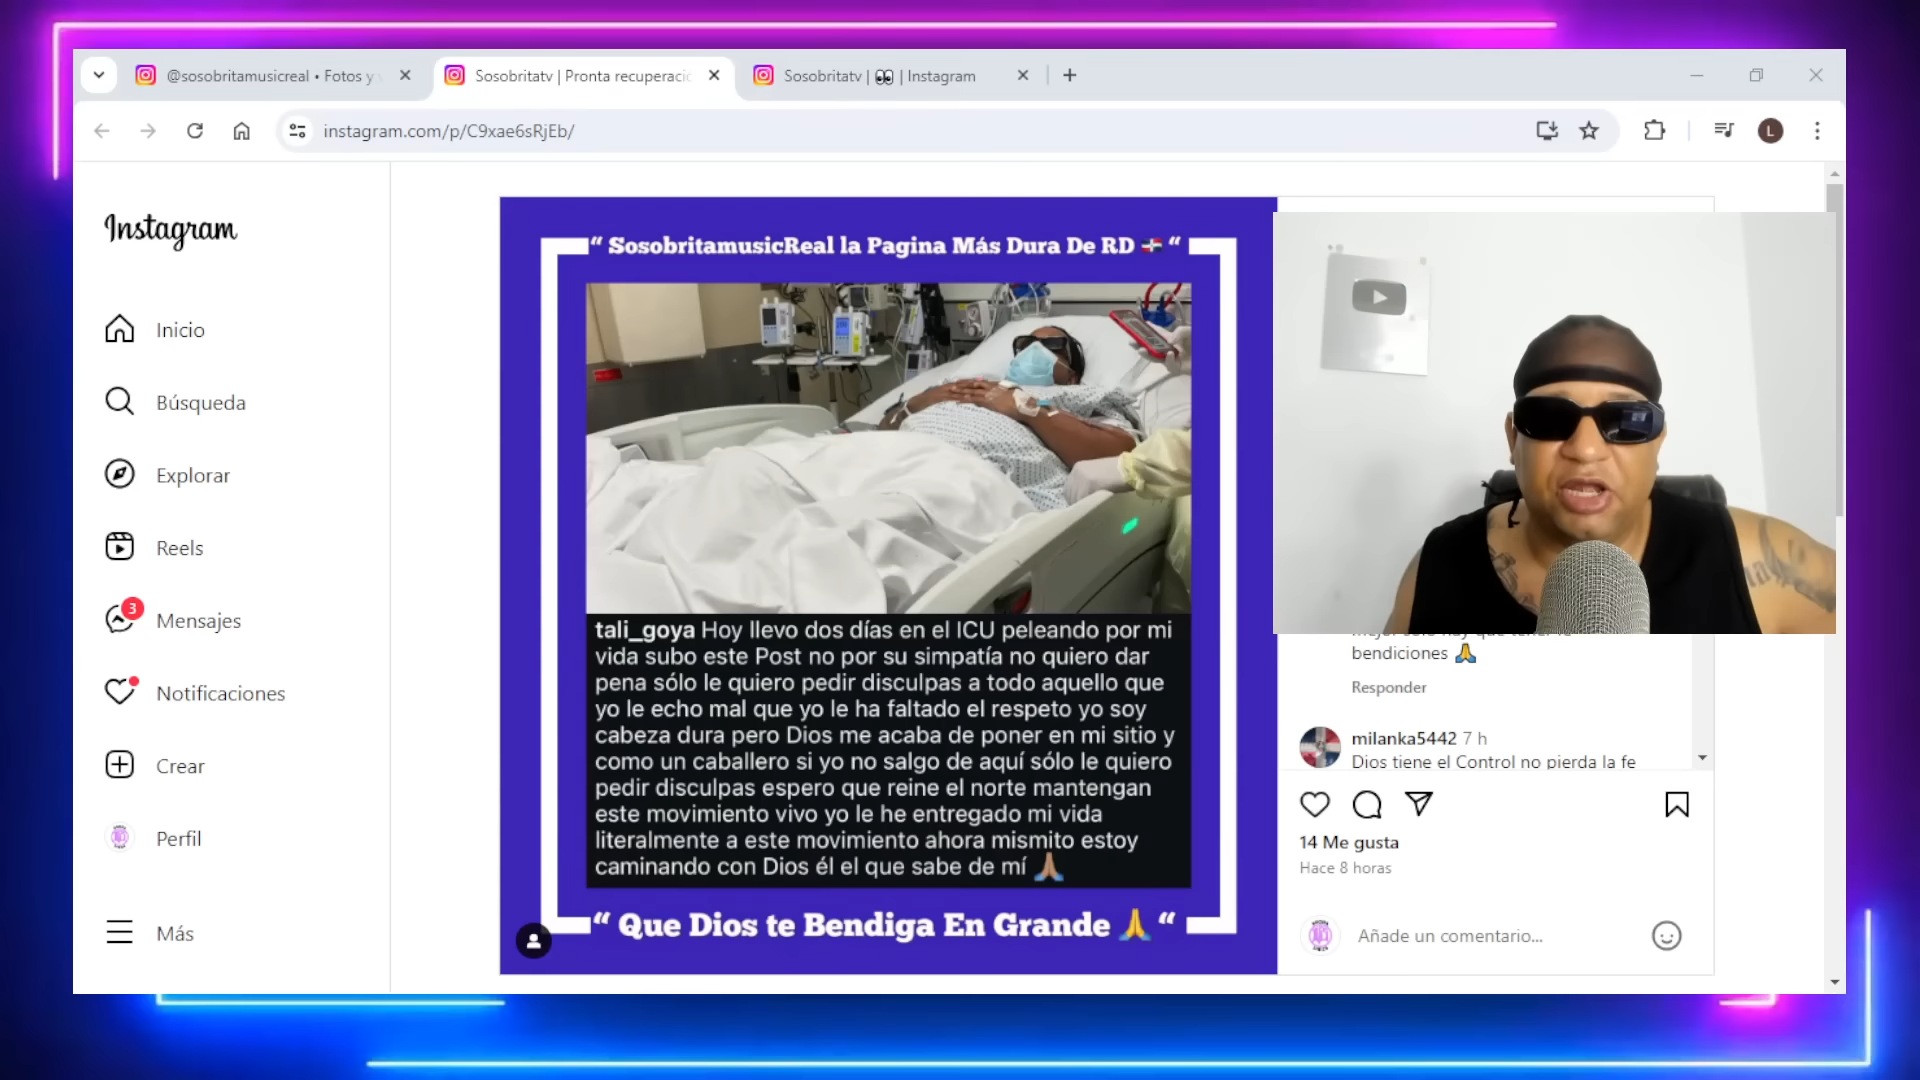 @sosobritamusicreal • Fotos y
Sosobritatv | Pronta recuperació
Sosobritatv | 👀 | Instagram
instagram.com/p/C9xae6sRjEb/
L
Instagram
Inicio
Búsqueda
Explorar
Reels
3
Mensajes
Notificaciones
Crear
Perfil
Más
“ SosobritamusicReal la Pagina Más Dura De RD 🇩🇴 “
tali_goya Hoy llevo dos días en el ICU peleando por mi
vida subo este Post no por su simpatía no quiero dar
pena sólo le quiero pedir disculpas a todo aquello que
yo le echo mal que yo le ha faltado el respeto yo soy
cabeza dura pero Dios me acaba de poner en mi sitio y
como un caballero si yo no salgo de aquí sólo le quiero
pedir disculpas espero que reine el norte mantengan
este movimiento vivo yo le he entregado mi vida
literalmente a este movimiento ahora mismito estoy
caminando con Dios él el que sabe de mí 🙏🏽
“ Que Dios te Bendiga En Grande 🙏 “
bendiciones 🙏
Responder
milanka5442 7 h
Dios tiene el Control no pierda la fe
14 Me gusta
Hace 8 horas
Añade un comentario...